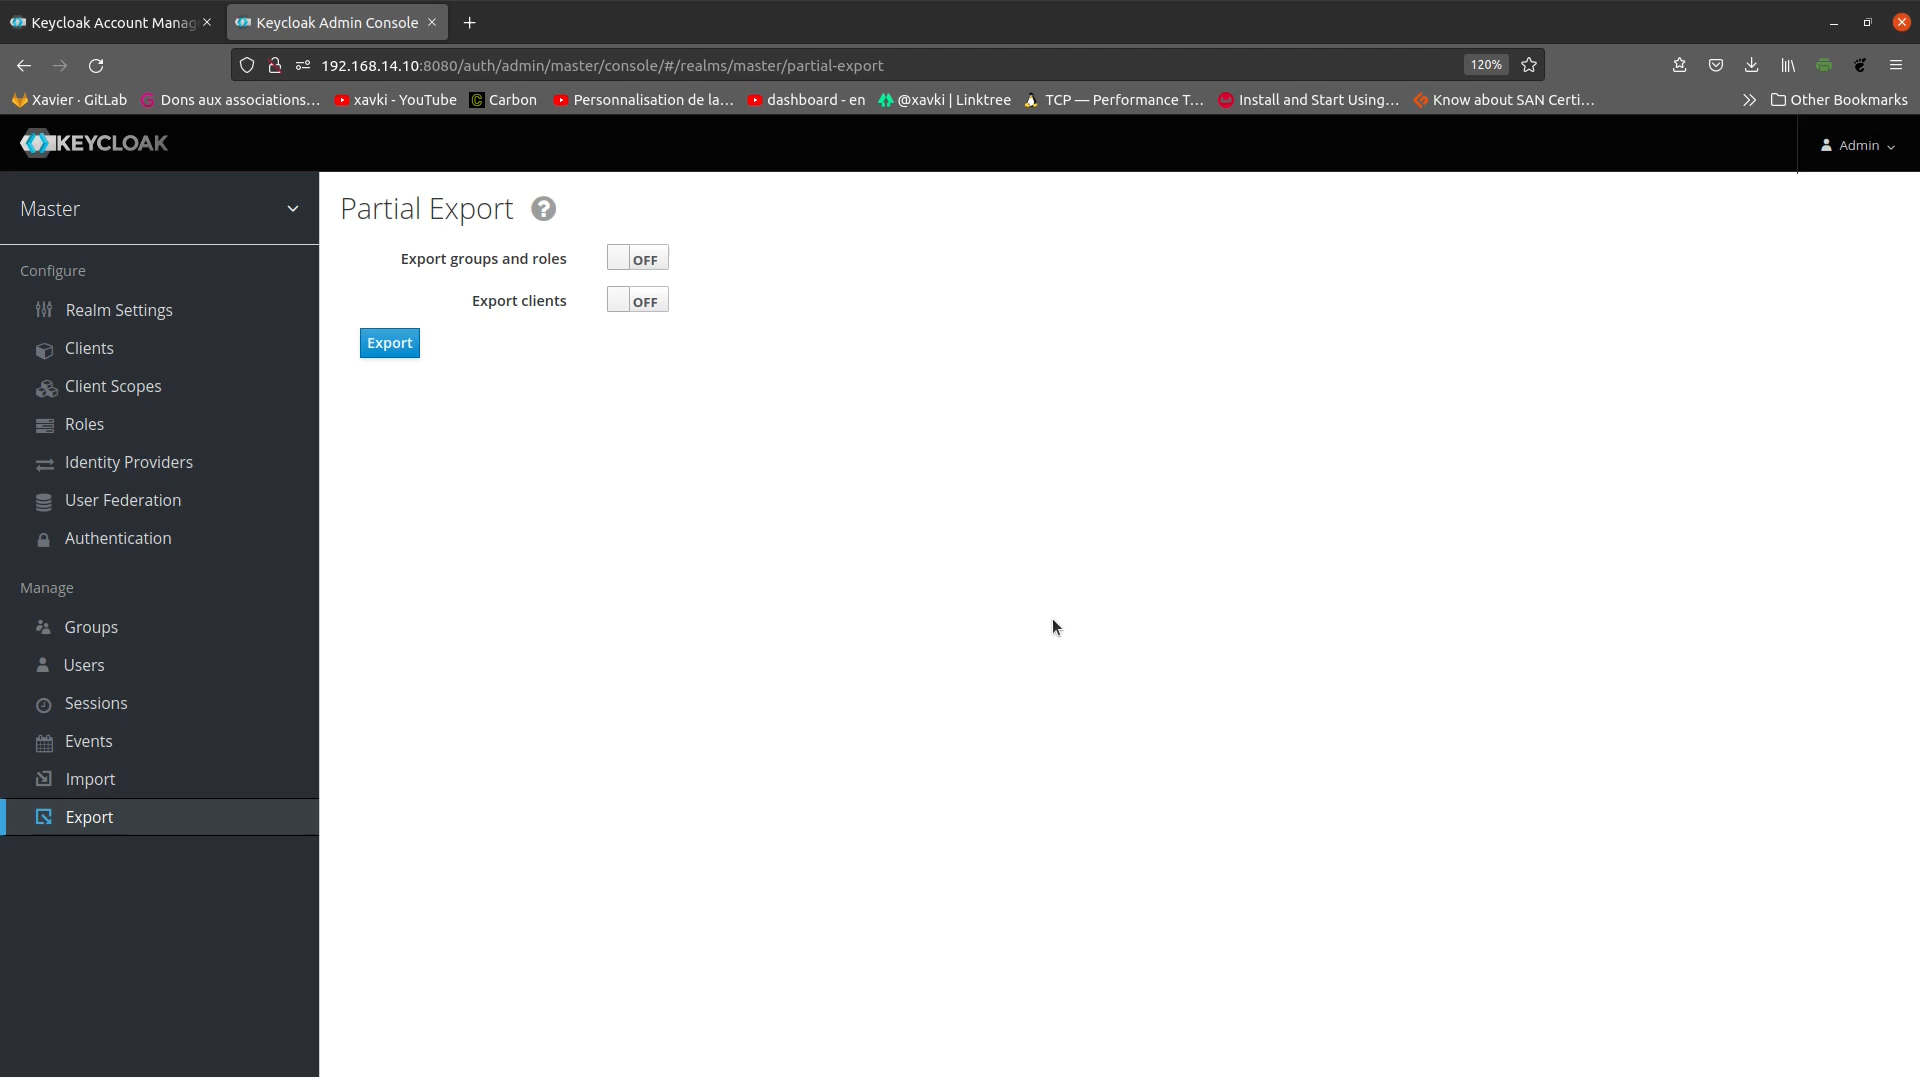 Keycloak Account Manag
Keycloak Admin Console
192.168.14.10:8080/auth/admin/master/console/#/realms/master/partial-export
120%
Xavier · GitLab
Dons aux associations…
xavki - YouTube
Carbon
Personnalisation de la…
dashboard - en
@xavki | Linktree
TCP — Performance T…
Install and Start Using…
Know about SAN Certi…
Other Bookmarks
KEYCLOAK
Admin
Master
Configure
Realm Settings
Clients
Client Scopes
Roles
Identity Providers
User Federation
Authentication
Manage
Groups
Users
Sessions
Events
Import
Export
Partial Export
Export groups and roles
OFF
Export clients
OFF
Export